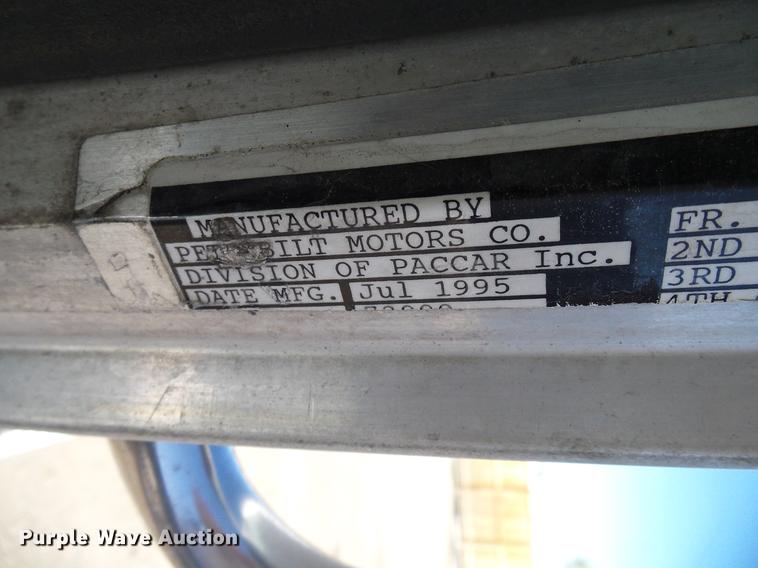 MANUFACTURED BY
PETERBILT MOTORS CO.
DIVISION OF PACCAR Inc.
DATE MFG. Jul 1995
FR.
2ND
3RD
4TH
Purple Wave Auction